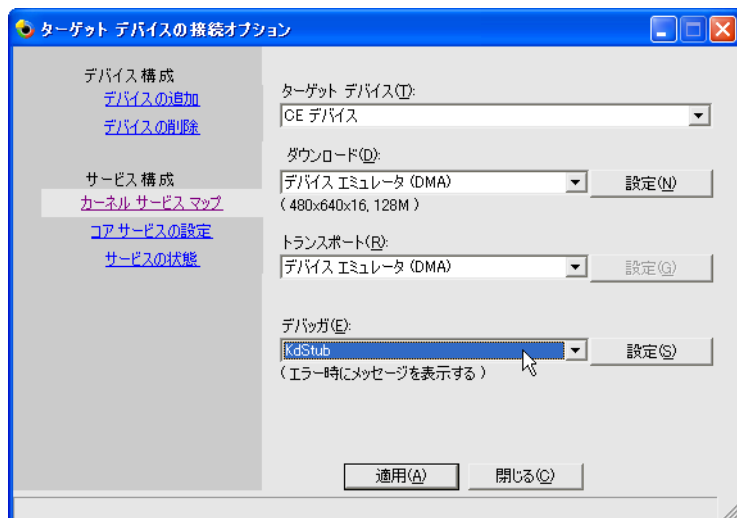 ターゲット デバイスの接続オプション
デバイス構成
デバイスの追加
デバイスの削除
サービス構成
カーネル サービス マップ
コア サービスの設定
サービスの状態
ターゲット デバイス(T):
CE デバイス
ダウンロード(D):
デバイス エミュレータ (DMA)
設定(N)
( 480x640x16, 128M )
トランスポート(R):
デバイス エミュレータ (DMA)
設定(G)
デバッガ(E):
KdStub
設定(S)
( エラー時にメッセージを表示する )
適用(A)
閉じる(C)